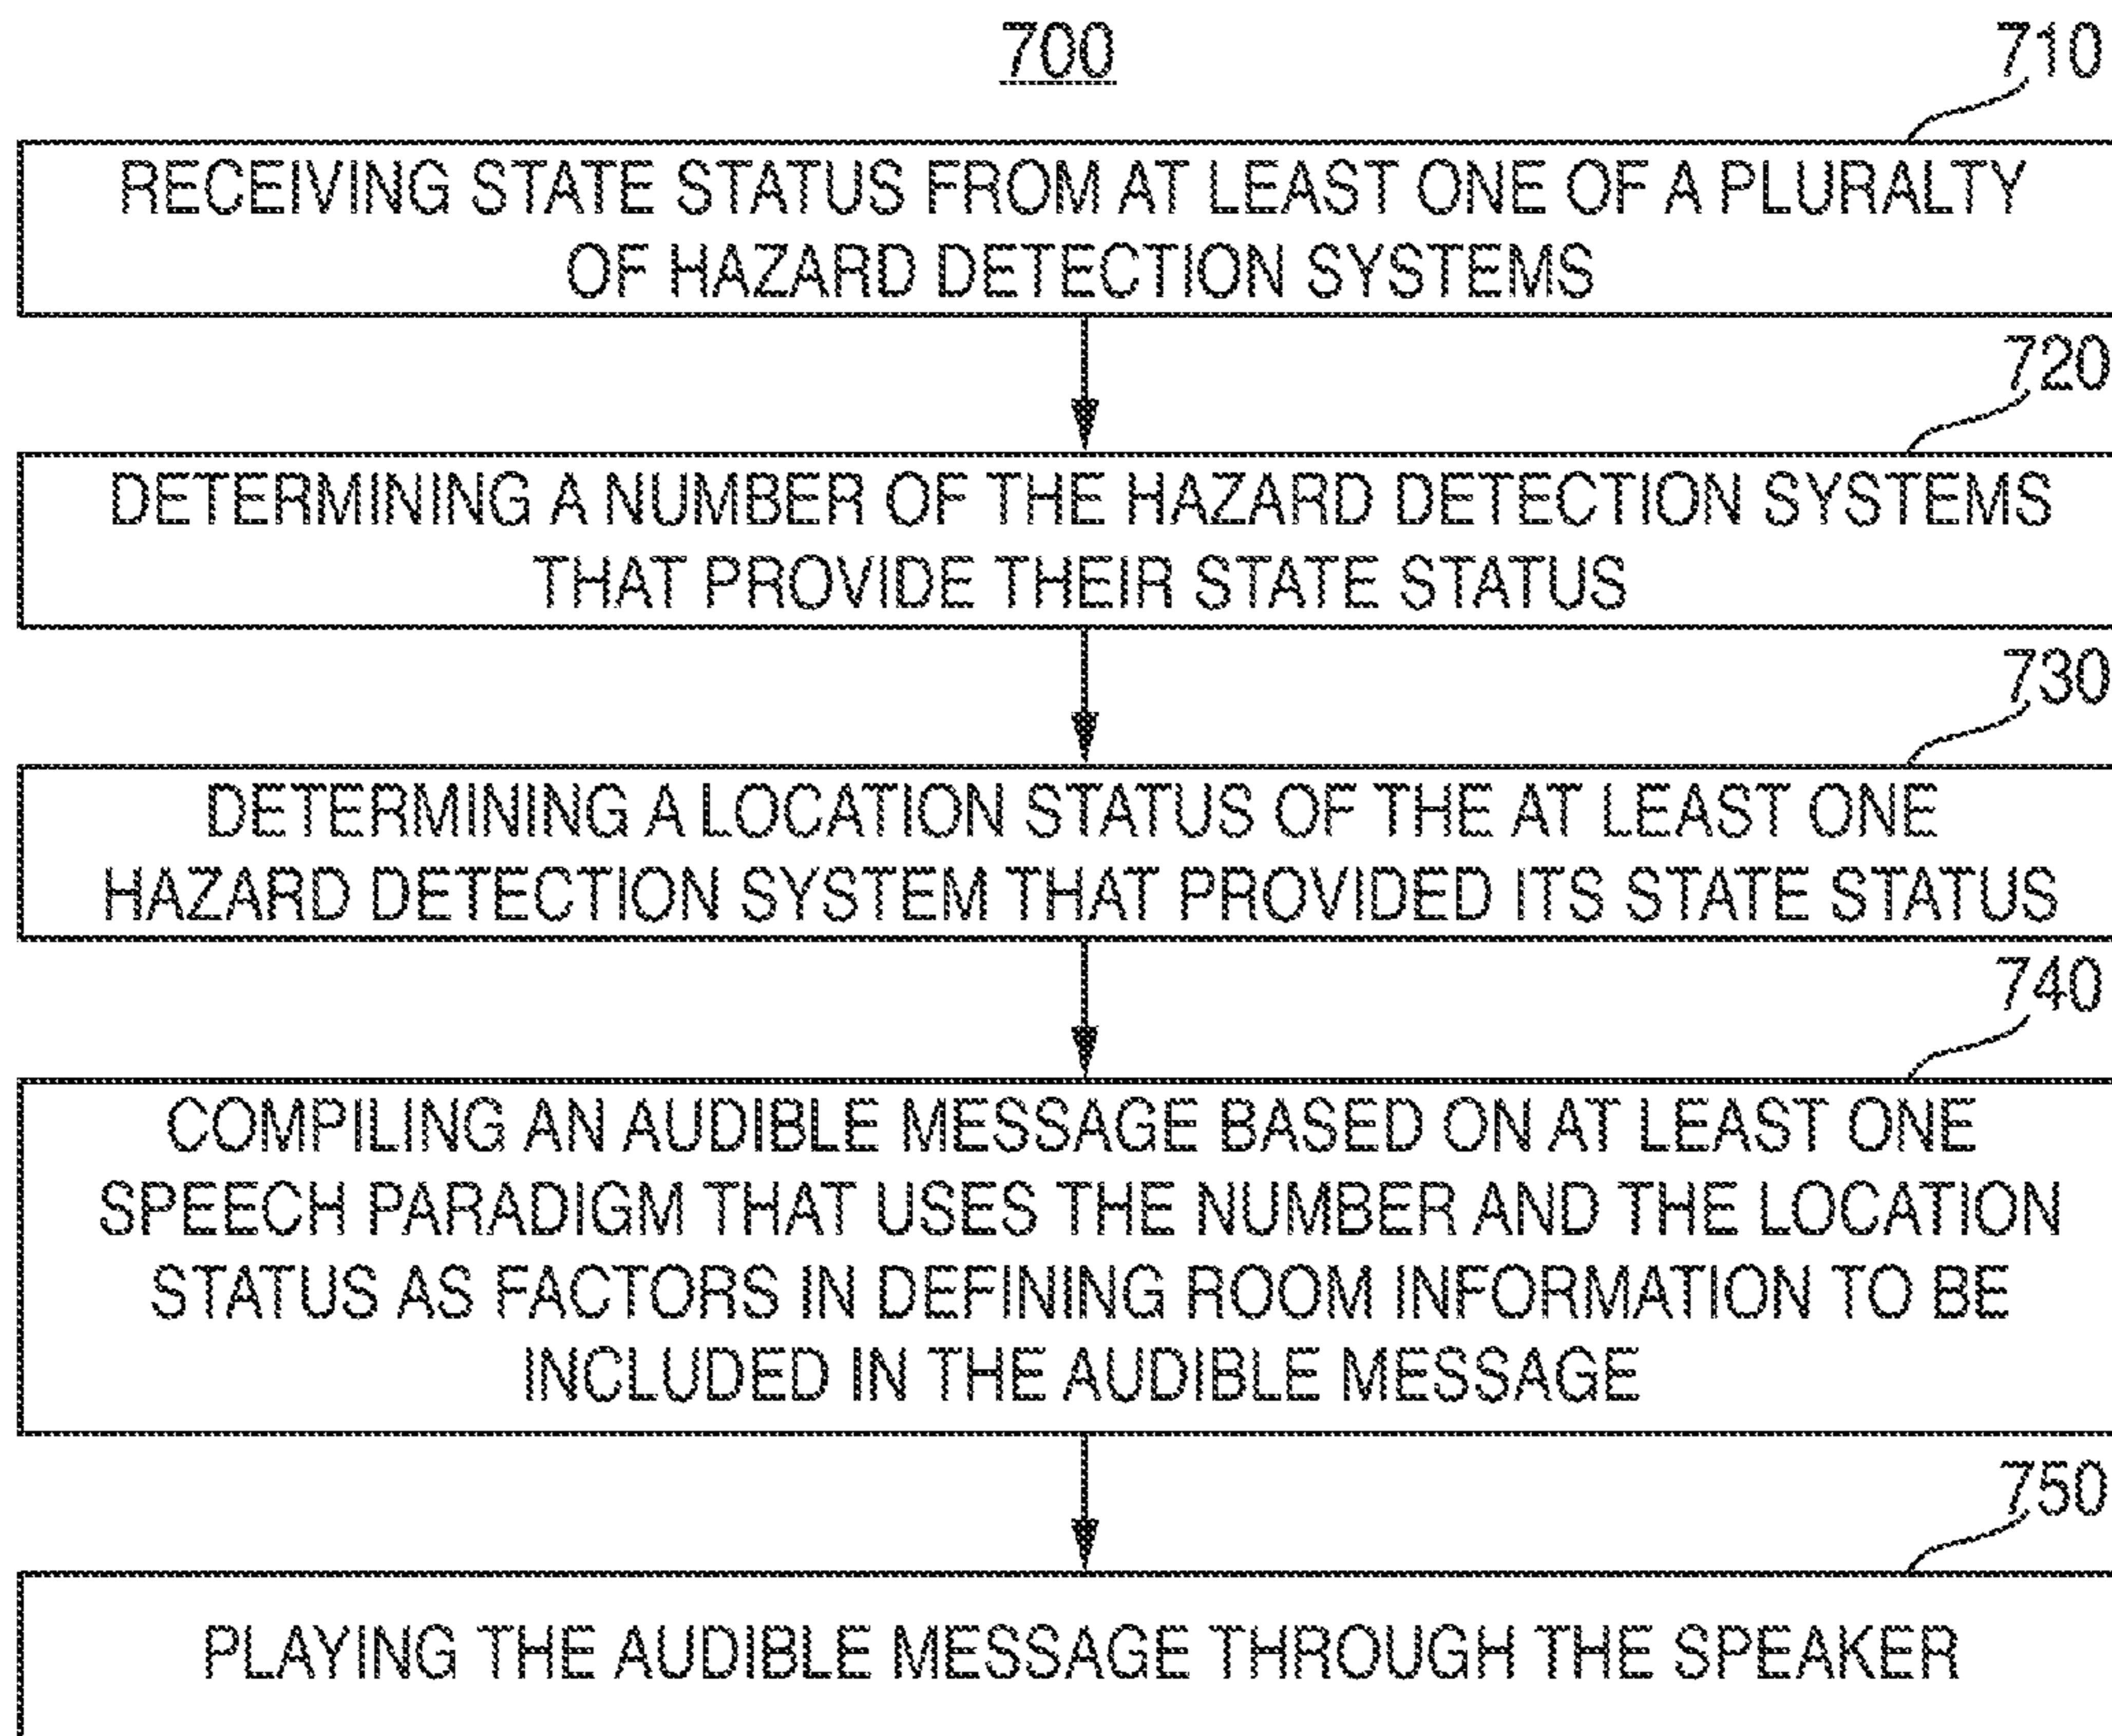 700
710
RECEIVING STATE STATUS FROM AT LEAST ONE OF A PLURALTY
OF HAZARD DETECTION SYSTEMS
720
DETERMINING A NUMBER OF THE HAZARD DETECTION SYSTEMS
THAT PROVIDE THEIR STATE STATUS
730
DETERMINING A LOCATION STATUS OF THE AT LEAST ONE
HAZARD DETECTION SYSTEM THAT PROVIDED ITS STATE STATUS
740
COMPILING AN AUDIBLE MESSAGE BASED ON AT LEAST ONE
SPEECH PARADIGM THAT USES THE NUMBER AND THE LOCATION
STATUS AS FACTORS IN DEFINING ROOM INFORMATION TO BE
INCLUDED IN THE AUDIBLE MESSAGE
750
PLAYING THE AUDIBLE MESSAGE THROUGH THE SPEAKER